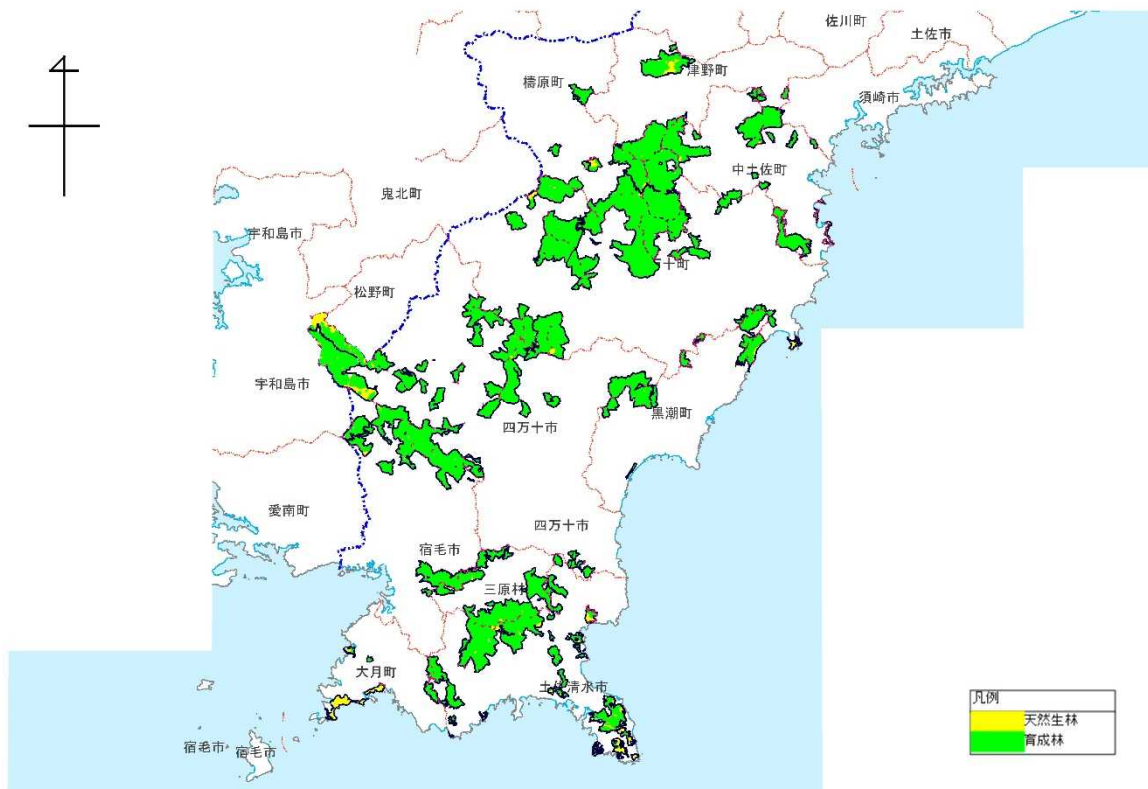 佐川町
土佐市
津野町
檮原町
須崎市
中土佐町
鬼北町
宇和島市
十町
松野町
宇和島市
黒潮町
四万十市
愛南町
四万十市
宿毛市
三原村
大月町
土佐清水市
宿毛市
宿毛市
凡例
天然生林
育成林